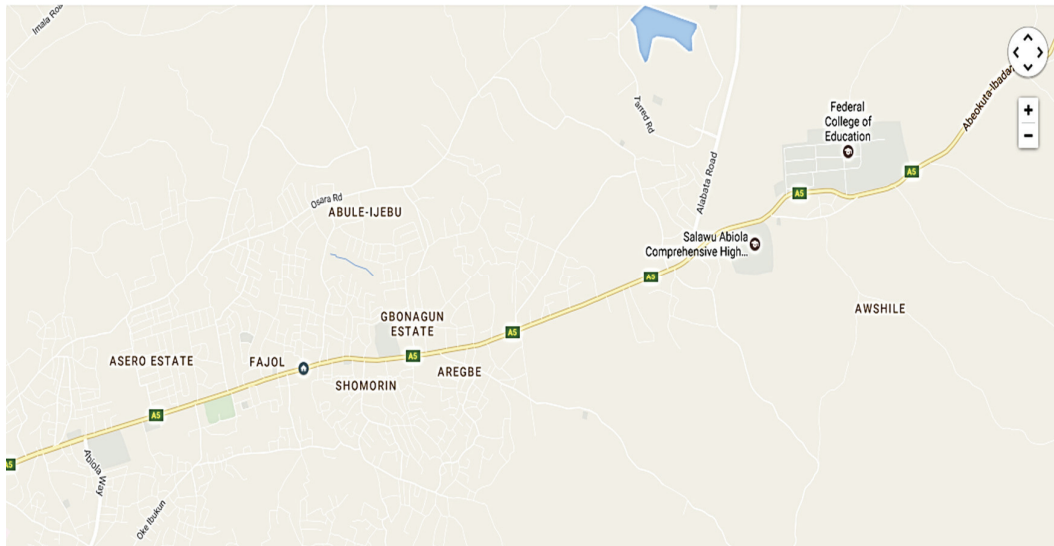 Imala Road
Abeokuta-Ibadan
Federal
College of
Education
Tarred Rd
A5
A5
Alabata Road
Osara Rd
ABULE-IJEBU
Salawu Abiola
Comprehensive High...
A5
AWSHILE
GBONAGUN
ESTATE
A5
A5
ASERO ESTATE
FAJOL
AREGBE
SHOMORIN
A5
A5
Abiola Way
Oke Ibukun
+
−